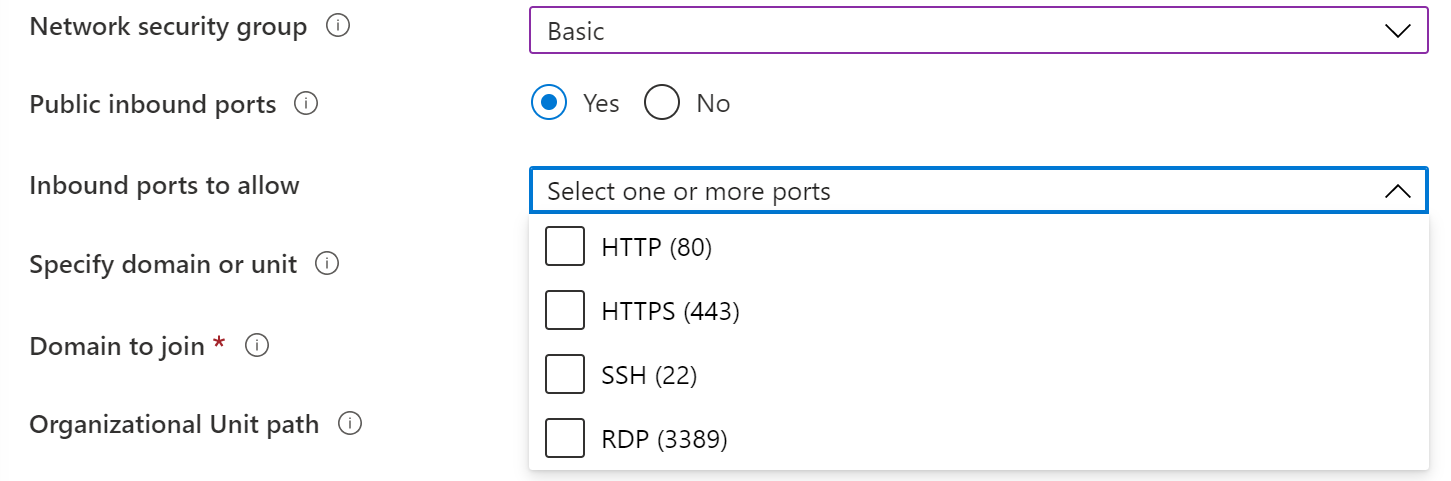 Network security group
Basic
Public inbound ports
Yes No
Inbound ports to allow
Select one or more ports
HTTP (80)
HTTPS (443)
SSH (22)
RDP (3389)
Specify domain or unit
Domain to join *
Organizational Unit path